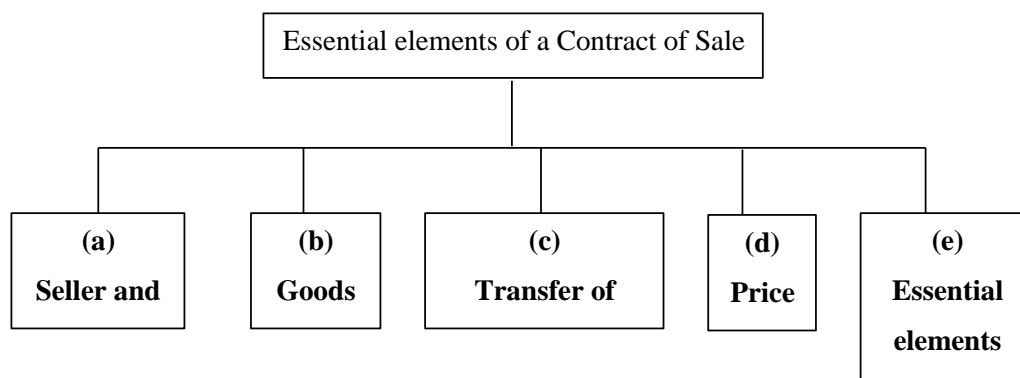 Essential elements of a Contract of Sale
(a)
Seller and
(b)
Goods
(c)
Transfer of
(d)
Price
(e)
Essential
elements